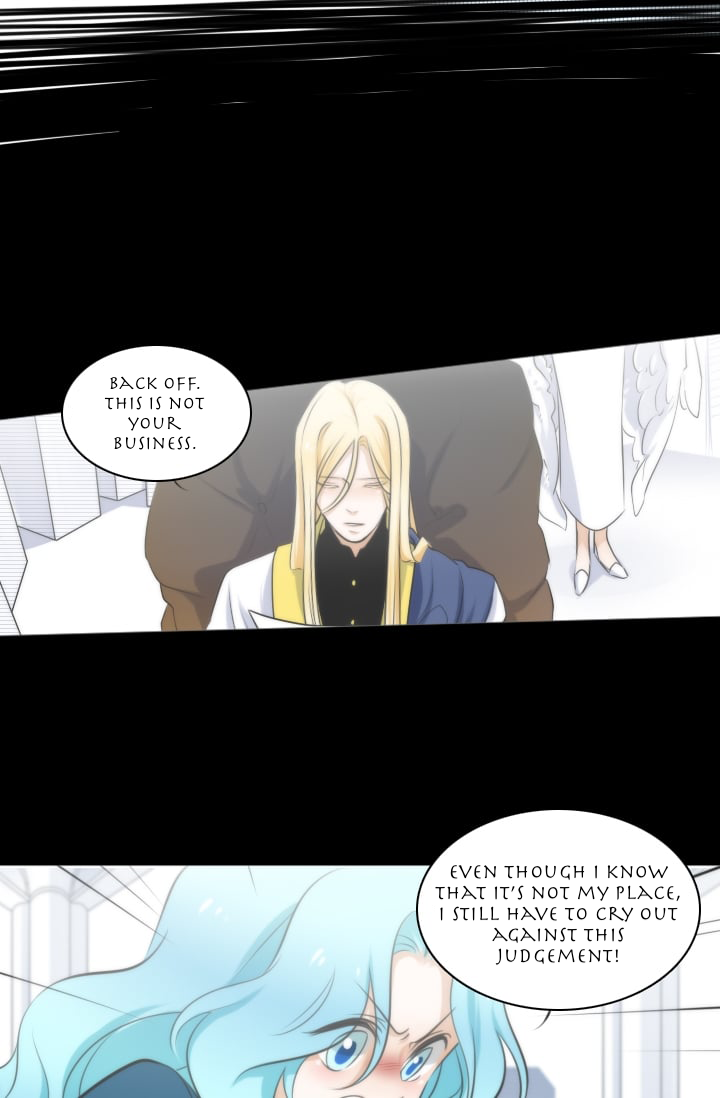 BACK OFF.
THIS IS NOT
YOUR
BUSINESS.
EVEN THOUGH I KNOW
THAT IT'S NOT MY PLACE,
I STILL HAVE TO CRY OUT
AGAINST THIS
JUDGEMENT!